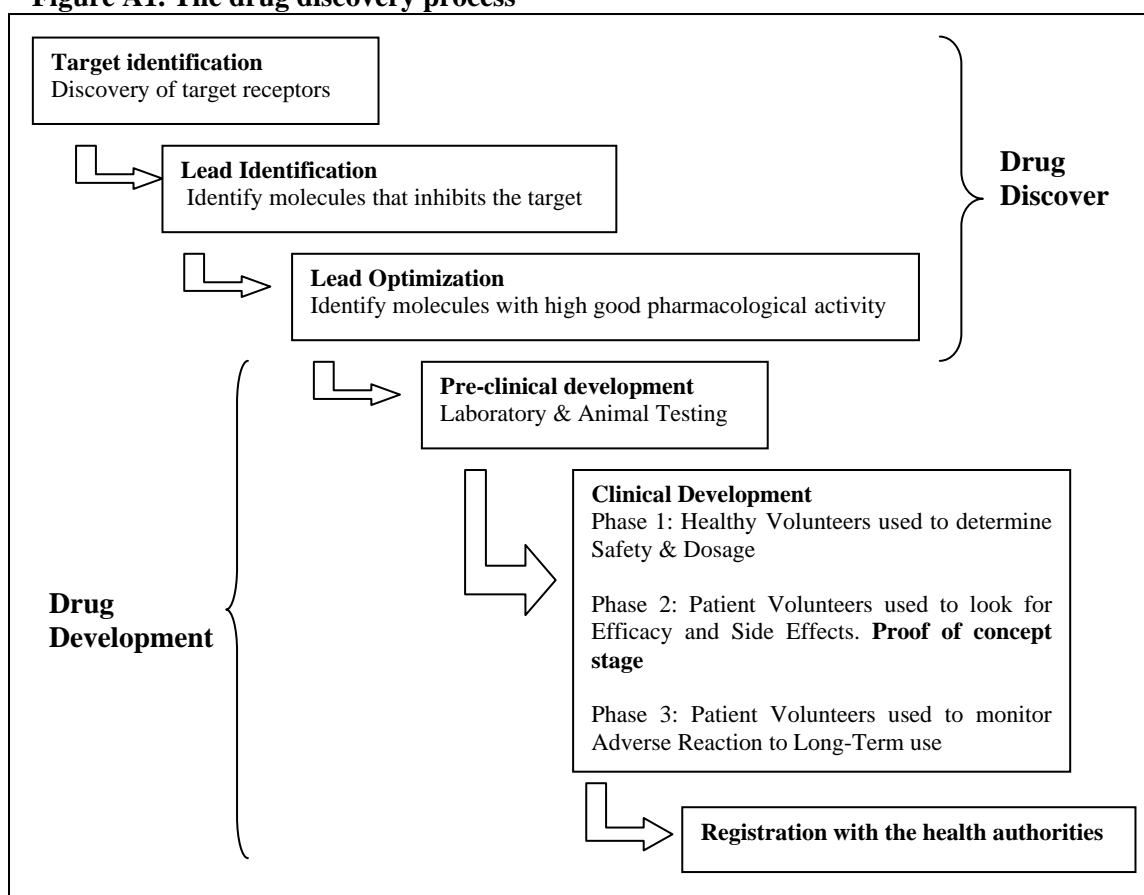 Figure A1. The drug discovery process
Target identification
Discovery of target receptors
Lead Identification
Identify molecules that inhibits the target
Drug
Discover
Lead Optimization
Identify molecules with high good pharmacological activity
Pre-clinical development
Laboratory & Animal Testing
Clinical Development
Phase 1: Healthy Volunteers used to determine
Safety & Dosage
Phase 2: Patient Volunteers used to look for
Efficacy and Side Effects. Proof of concept
stage
Phase 3: Patient Volunteers used to monitor
Adverse Reaction to Long-Term use
Drug
Development
Registration with the health authorities